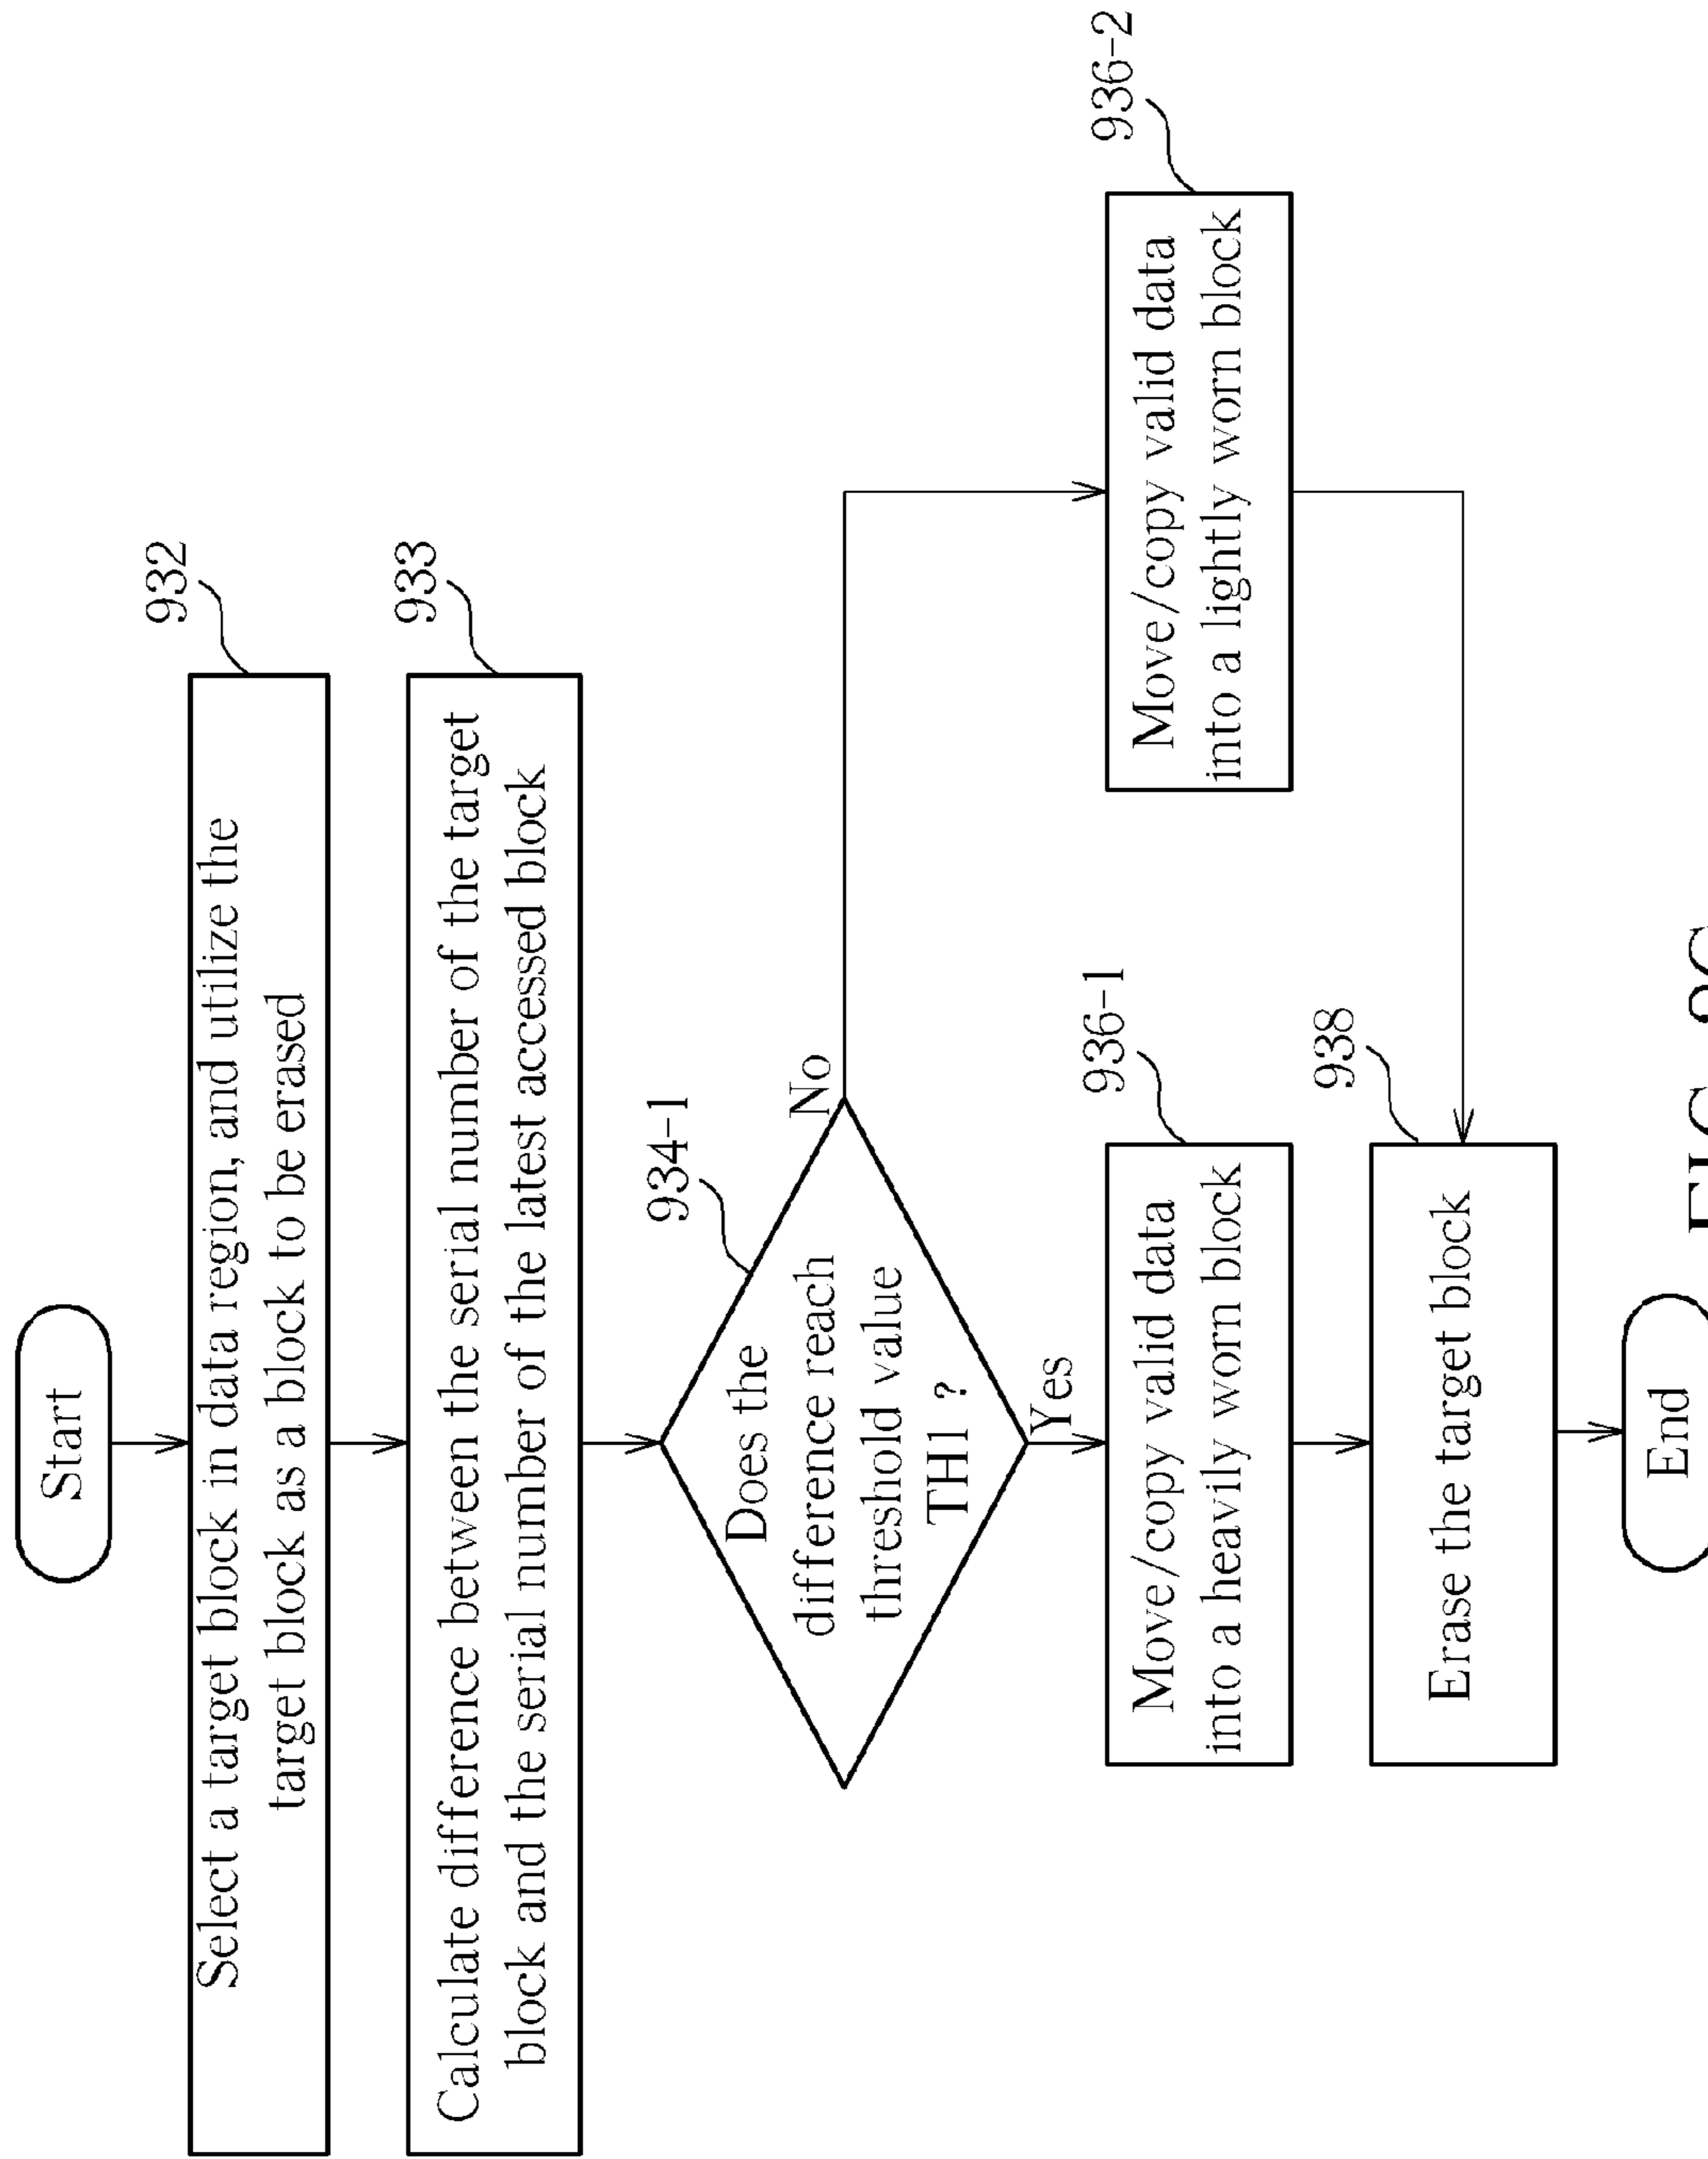 Start
932
Select a target block in data region, and utilize the
target block as a block to be erased
933
Calculate difference between the serial number of the target
block and the serial number of the latest accessed block
934-1
Does the
difference reach
threshold value
TH1 ?
No
Yes
936-1
Move/copy valid data
into a heavily worn block
936-2
Move/copy valid data
into a lightly worn block
938
Erase the target block
End